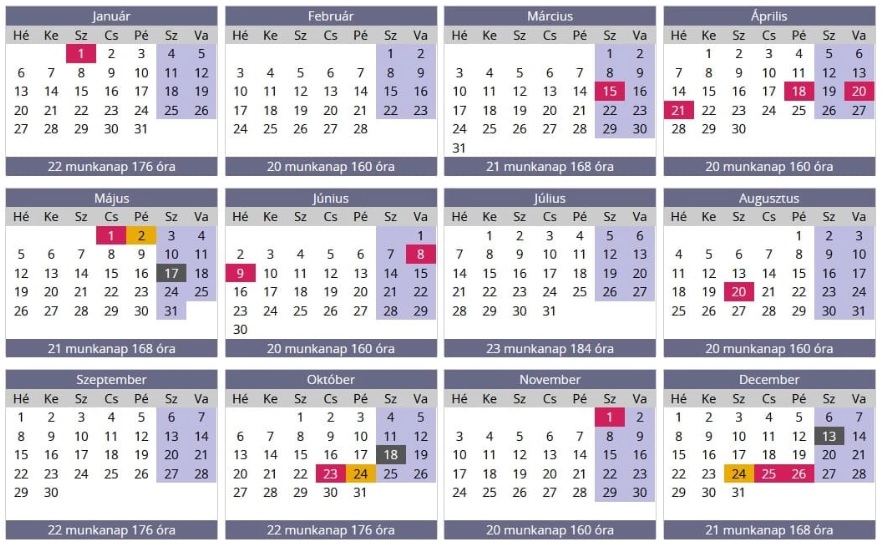 Január
Hé Ke Sz Cs Pé Sz Va
1 2 3 4 5
6 7 8 9 10 11 12
13 14 15 16 17 18 19
20 21 22 23 24 25 26
27 28 29 30 31
22 munkanap 176 óra
Február
Hé Ke Sz Cs Pé Sz Va
1 2
3 4 5 6 7 8 9
10 11 12 13 14 15 16
17 18 19 20 21 22 23
24 25 26 27 28
20 munkanap 160 óra
Március
Hé Ke Sz Cs Pé Sz Va
1 2
3 4 5 6 7 8 9
10 11 12 13 14 15 16
17 18 19 20 21 22 23
24 25 26 27 28 29 30
31
21 munkanap 168 óra
Április
Hé Ke Sz Cs Pé Sz Va
1 2 3 4 5 6
7 8 9 10 11 12 13
14 15 16 17 18 19 20
21 22 23 24 25 26 27
28 29 30
20 munkanap 160 óra
Május
Hé Ke Sz Cs Pé Sz Va
1 2 3 4
5 6 7 8 9 10 11
12 13 14 15 16 17 18
19 20 21 22 23 24 25
26 27 28 29 30 31
21 munkanap 168 óra
Június
Hé Ke Sz Cs Pé Sz Va
1
2 3 4 5 6 7 8
9 10 11 12 13 14 15
16 17 18 19 20 21 22
23 24 25 26 27 28 29
30
20 munkanap 160 óra
Július
Hé Ke Sz Cs Pé Sz Va
1 2 3 4 5 6
7 8 9 10 11 12 13
14 15 16 17 18 19 20
21 22 23 24 25 26 27
28 29 30 31
23 munkanap 184 óra
Augusztus
Hé Ke Sz Cs Pé Sz Va
1 2 3
4 5 6 7 8 9 10
11 12 13 14 15 16 17
18 19 20 21 22 23 24
25 26 27 28 29 30 31
20 munkanap 160 óra
Szeptember
Hé Ke Sz Cs Pé Sz Va
1 2 3 4 5 6 7
8 9 10 11 12 13 14
15 16 17 18 19 20 21
22 23 24 25 26 27 28
29 30
22 munkanap 176 óra
Október
Hé Ke Sz Cs Pé Sz Va
1 2 3 4 5
6 7 8 9 10 11 12
13 14 15 16 17 18 19
20 21 22 23 24 25 26
27 28 29 30 31
22 munkanap 176 óra
November
Hé Ke Sz Cs Pé Sz Va
1 2
3 4 5 6 7 8 9
10 11 12 13 14 15 16
17 18 19 20 21 22 23
24 25 26 27 28 29 30
20 munkanap 160 óra
December
Hé Ke Sz Cs Pé Sz Va
1 2 3 4 5 6 7
8 9 10 11 12 13 14
15 16 17 18 19 20 21
22 23 24 25 26 27 28
29 30 31
21 munkanap 168 óra